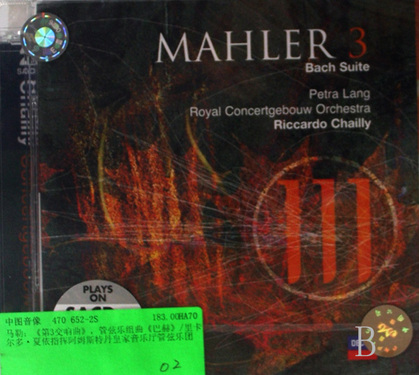 MAHLER 3
Bach Suite
Petra Lang
Royal Concertgebouw Orchestra
Riccardo Chailly
III
PLAYS
ON
中图音像 470 652-2S 183.00HA70
马勒：《第3交响曲》，管弦乐组曲《巴赫》/里卡
尔多·夏依指挥阿姆斯特丹皇家音乐厅管弦乐团
02
B